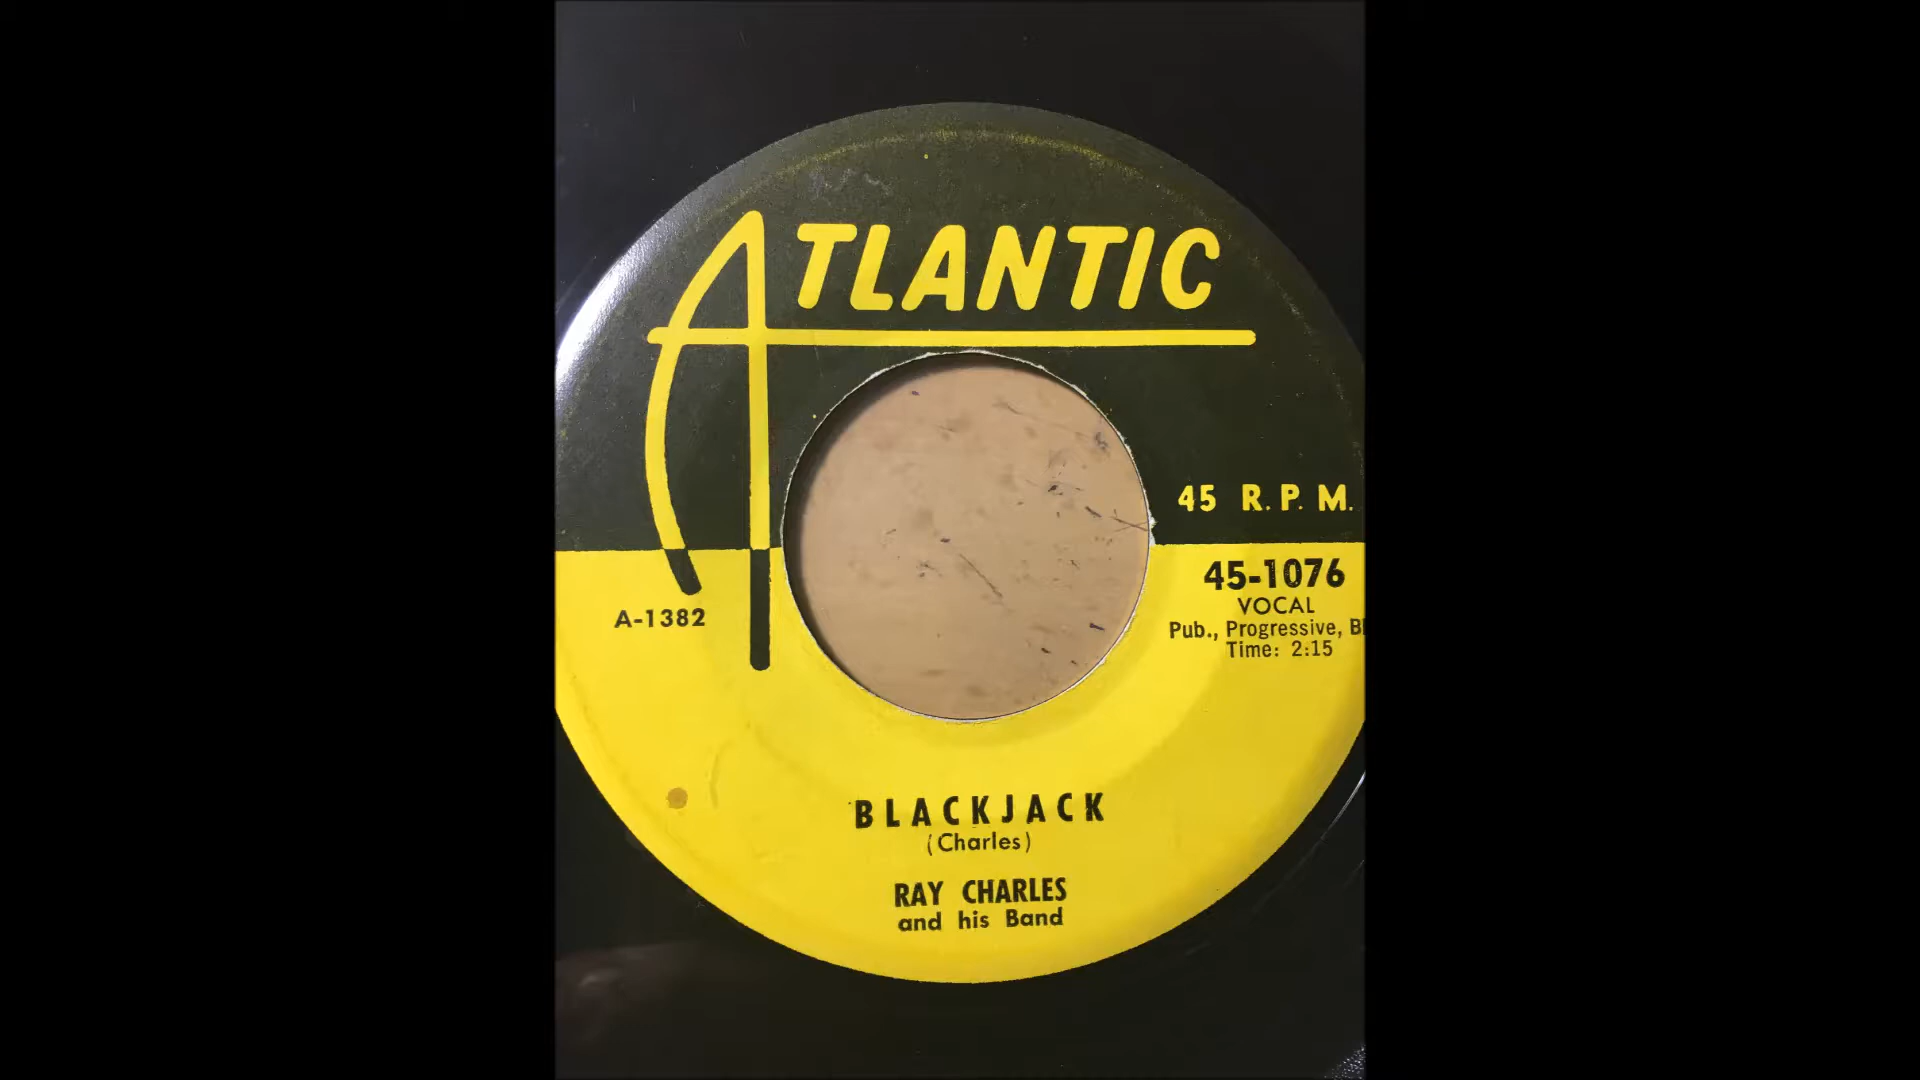 ATLANTIC
45 R.P.M.
45-1076
VOCAL
A-1382
Pub., Progressive,
Time: 2:15
BLACKJACK
(Charles)
RAY CHARLES
and his Band